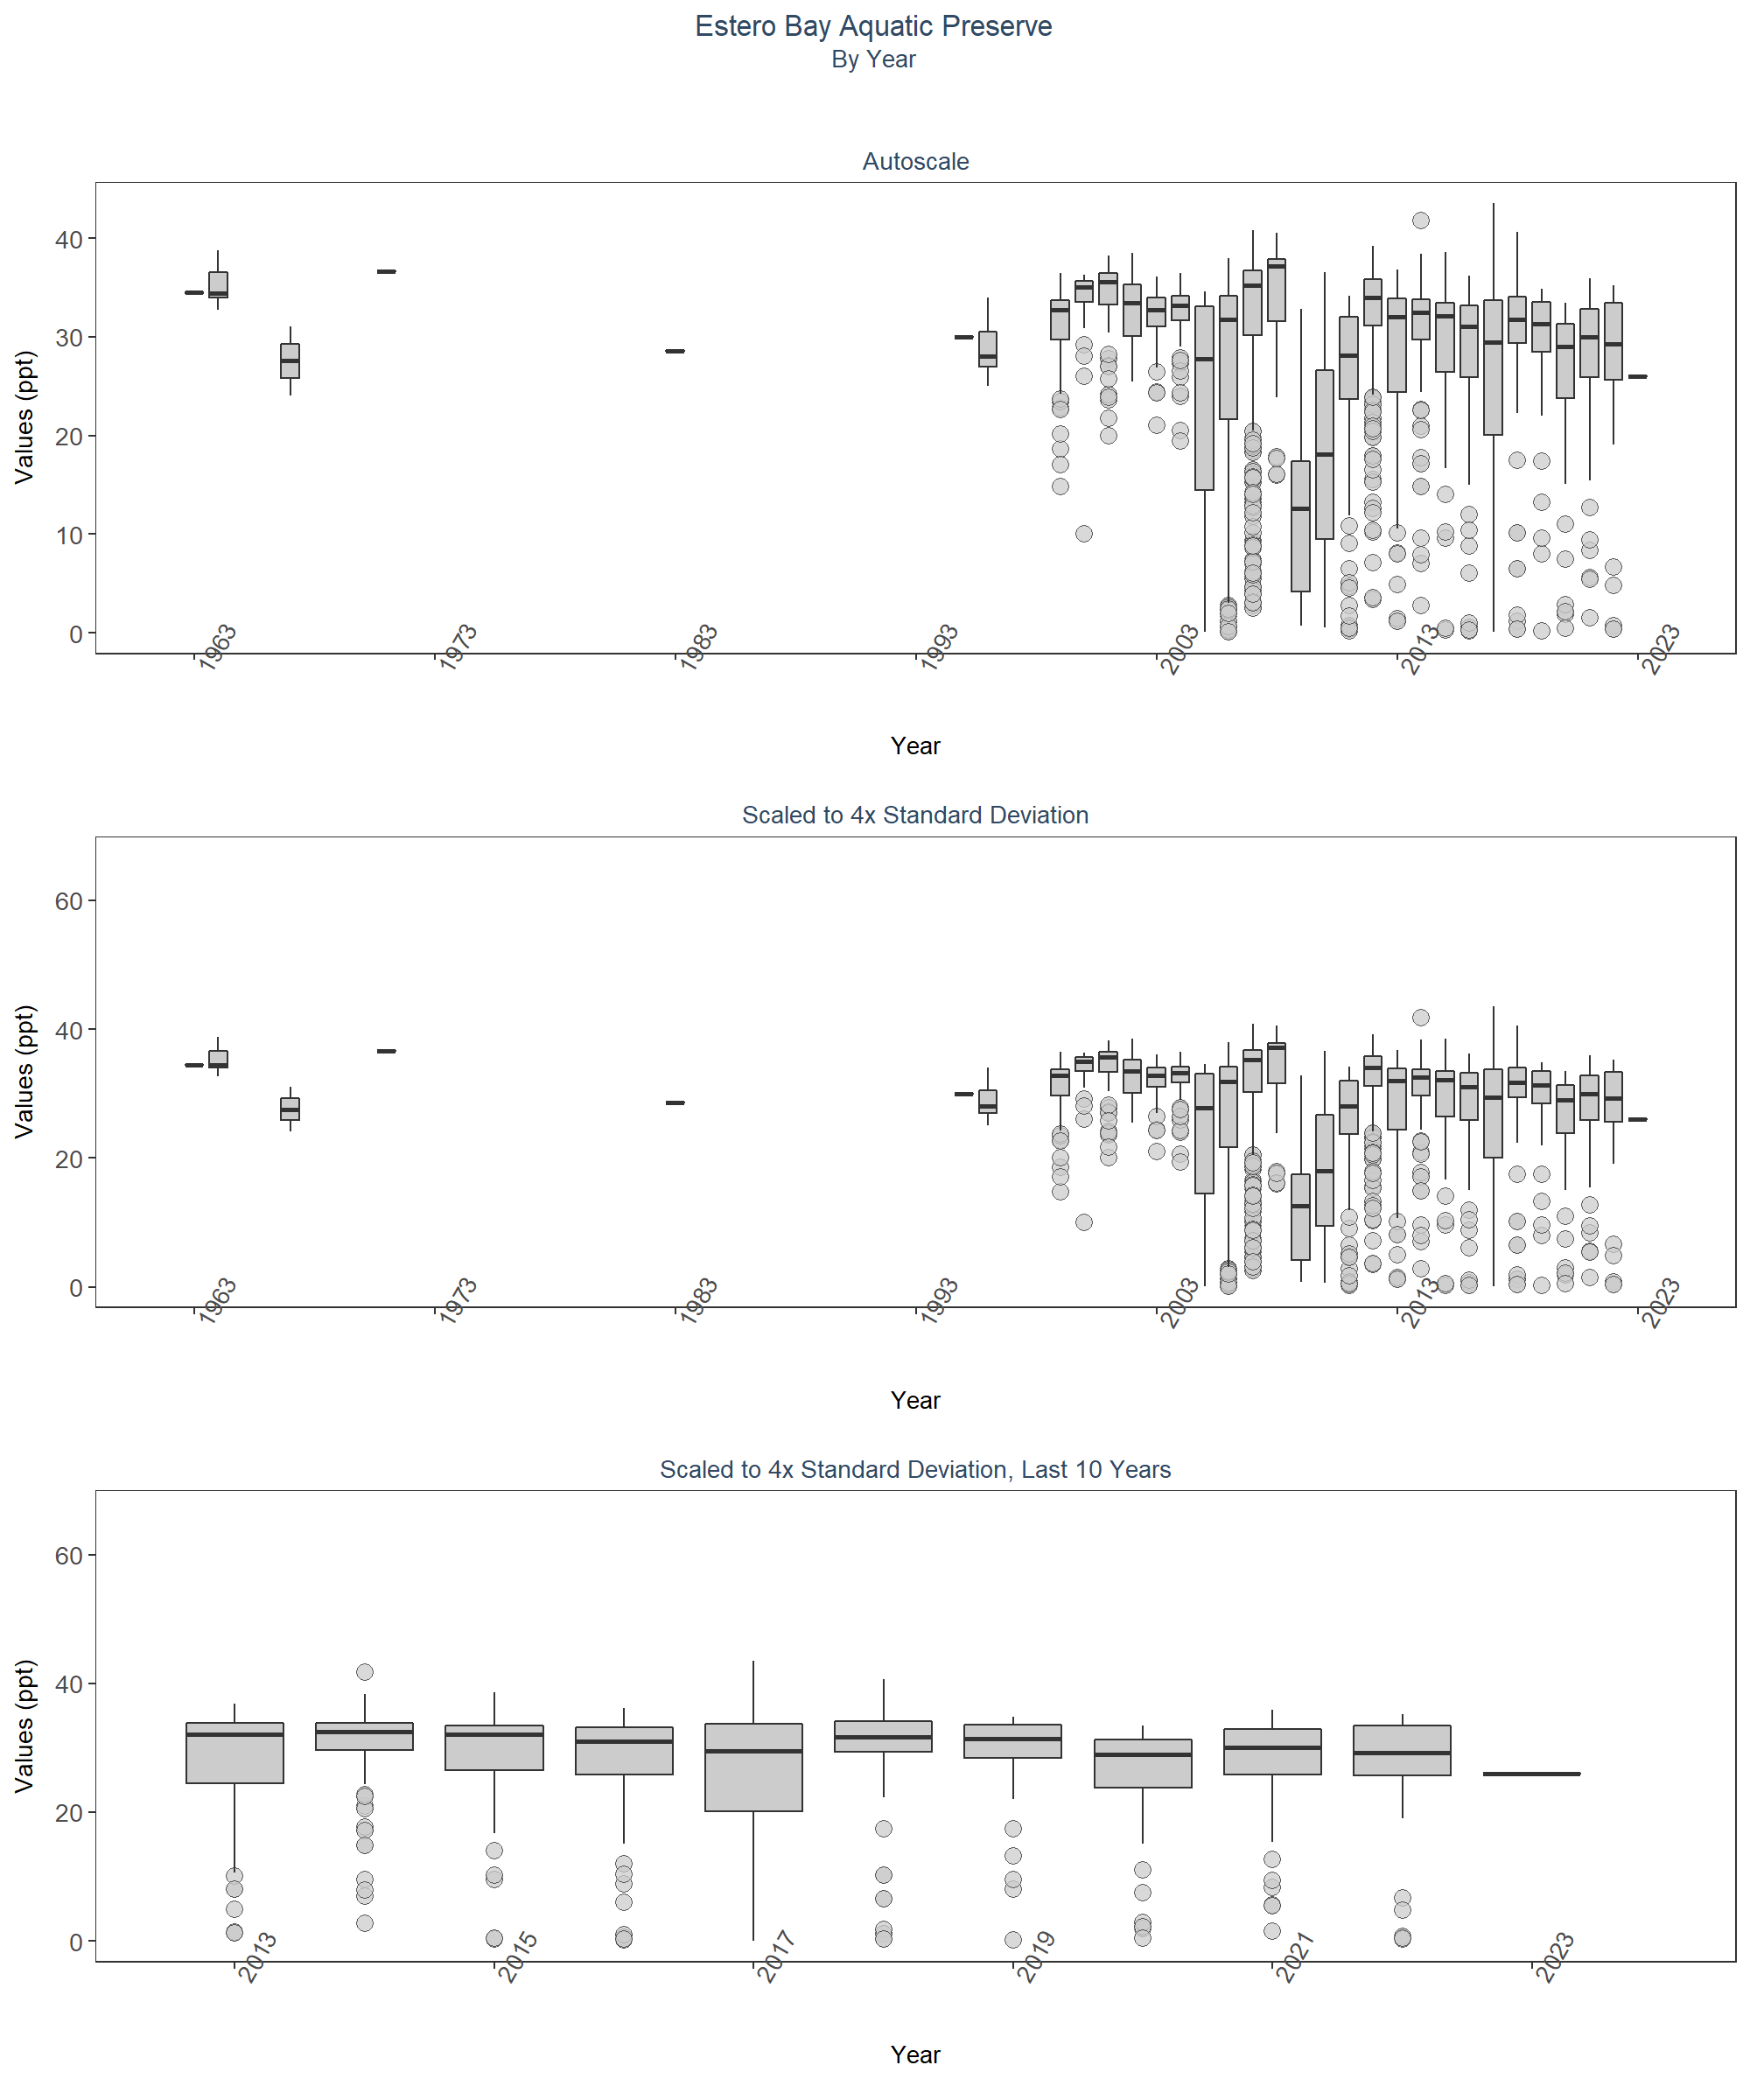 Estero Bay Aquatic Preserve
By Year
Autoscale
Values (ppt)
40
30
20
10
0
1963 1973 1983 1993 2003 2013 2023
Year
Scaled to 4x Standard Deviation
Values (ppt)
60
40
20
0
1963 1973 1983 1993 2003 2013 2023
Year
Scaled to 4x Standard Deviation, Last 10 Years
Values (ppt)
60
40
20
0
2013 2015 2017 2019 2021 2023
Year